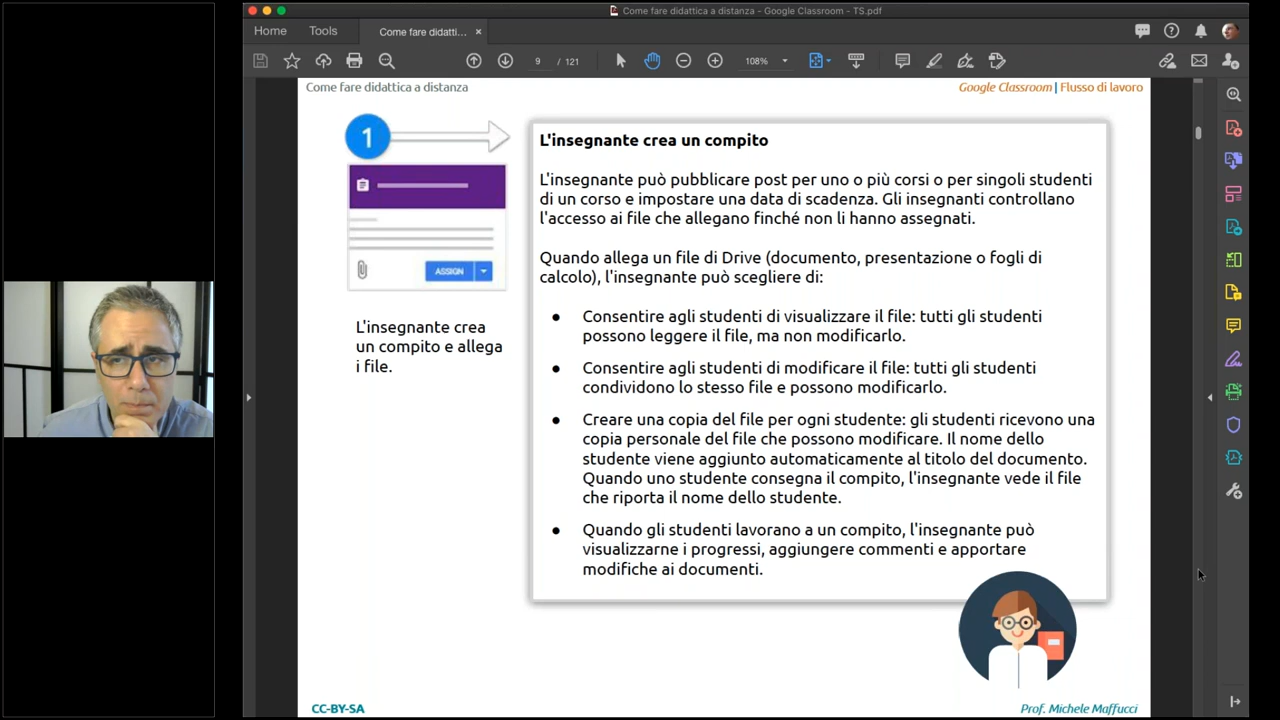 Come fare didattica a distanza - Google Classroom - TS.pdf
Home
Tools
Come fare didatti...
9 / 121
108%
Come fare didattica a distanza
Google Classroom | Flusso di lavoro
1
ASSIGN
L'insegnante crea
un compito e allega
i file.
L'insegnante crea un compito
L'insegnante può pubblicare post per uno o più corsi o per singoli studenti
di un corso e impostare una data di scadenza. Gli insegnanti controllano
l'accesso ai file che allegano finché non li hanno assegnati.
Quando allega un file di Drive (documento, presentazione o fogli di
calcolo), l'insegnante può scegliere di:
● Consentire agli studenti di visualizzare il file: tutti gli studenti
possono leggere il file, ma non modificarlo.
● Consentire agli studenti di modificare il file: tutti gli studenti
condividono lo stesso file e possono modificarlo.
● Creare una copia del file per ogni studente: gli studenti ricevono una
copia personale del file che possono modificare. Il nome dello
studente viene aggiunto automaticamente al titolo del documento.
Quando uno studente consegna il compito, l'insegnante vede il file
che riporta il nome dello studente.
● Quando gli studenti lavorano a un compito, l'insegnante può
visualizzarne i progressi, aggiungere commenti e apportare
modifiche ai documenti.
CC-BY-SA
Prof. Michele Maffucci